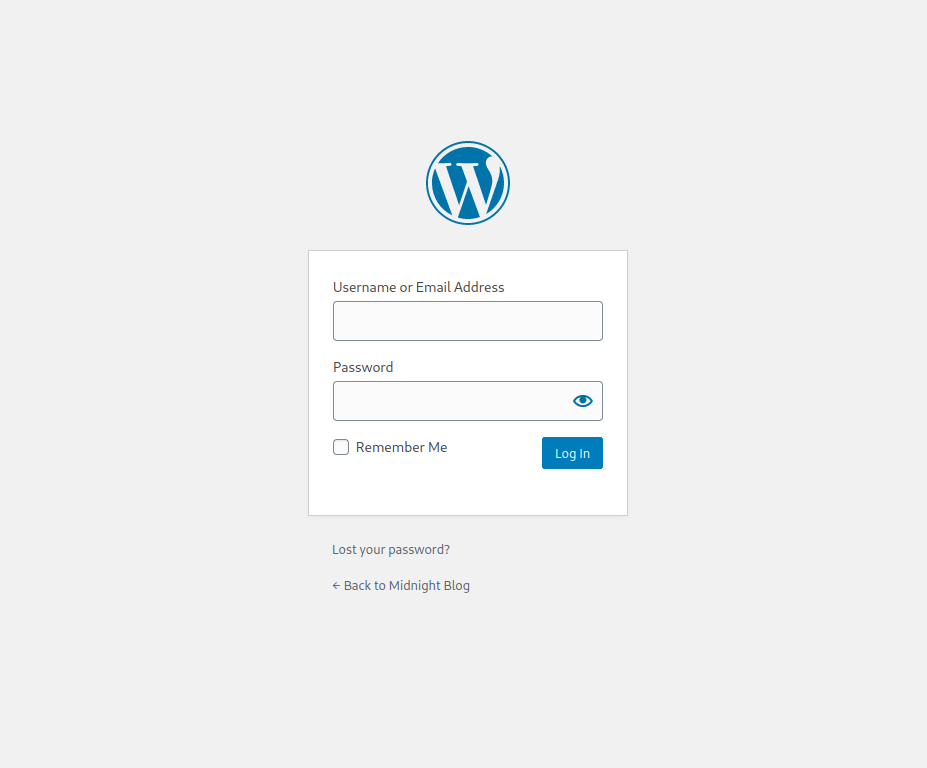 Username or Email Address
Password
Remember Me
Log In
Lost your password?
← Back to Midnight Blog